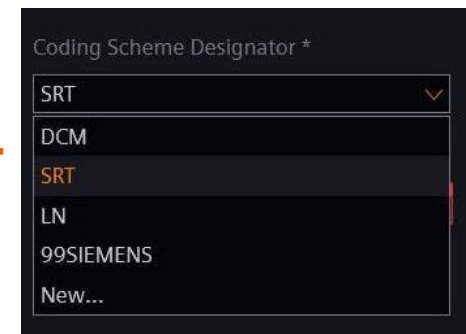 Coding Scheme Designator *
SRT
DCM
SRT
LN
99SIEMENS
New...